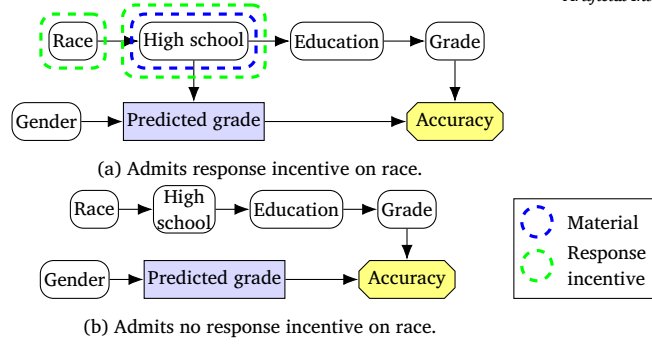 Race High school Education Grade
Gender Predicted grade Accuracy
(a) Admits response incentive on race.
Race High school Education Grade
Gender Predicted grade Accuracy
(b) Admits no response incentive on race.
Material
Response
incentive